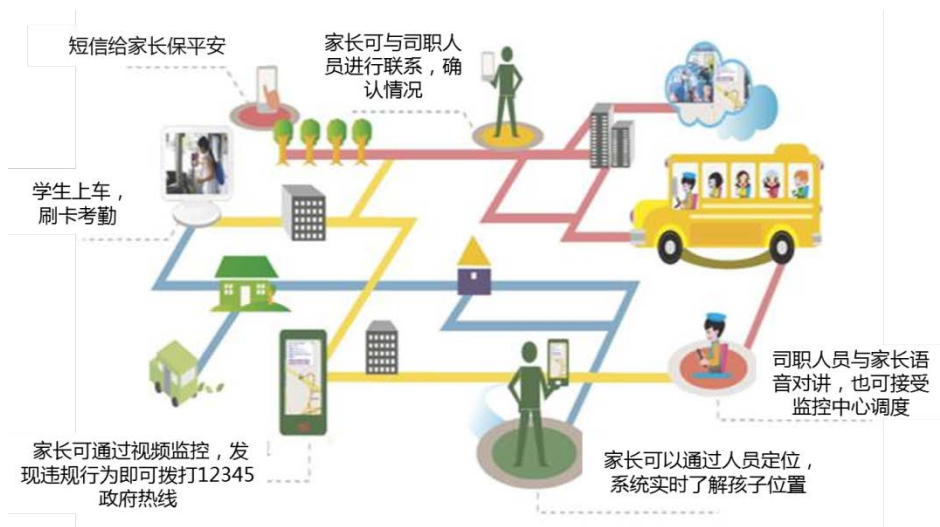 短信给家长保平安
家长可与司职人
员进行联系，确
认情况
学生上车，
刷卡考勤
司职人员与家长语
音对讲，也可接受
监控中心调度
家长可通过视频监控，发
现违规行为即可拨打12345
政府热线
家长可以通过人员定位，
系统实时了解孩子位置